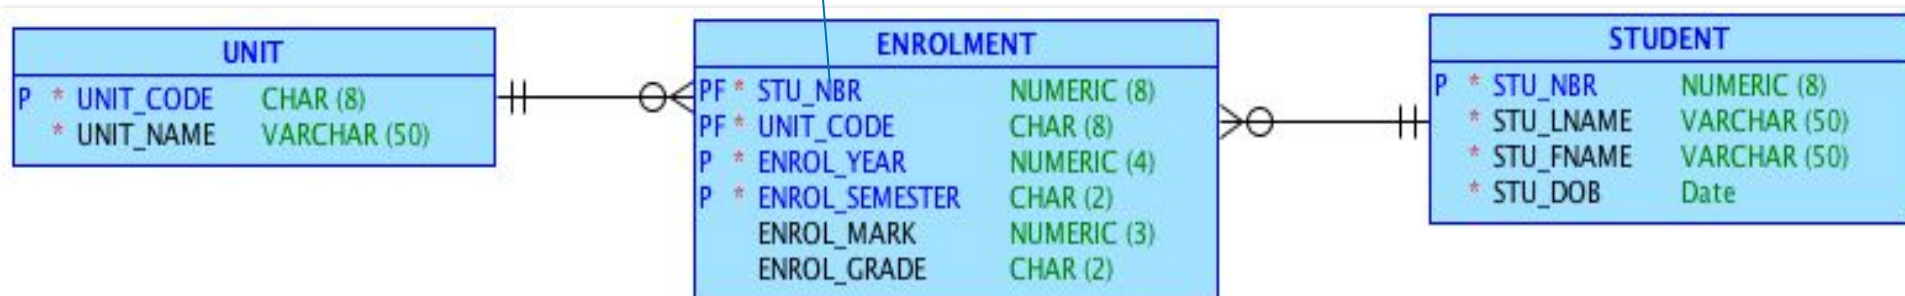 UNIT
P * UNIT_CODE CHAR (8)
* UNIT_NAME VARCHAR (50)
ENROLMENT
PF * STU_NBR NUMERIC (8)
PF * UNIT_CODE CHAR (8)
P * ENROL_YEAR NUMERIC (4)
P * ENROL_SEMESTER CHAR (2)
ENROL_MARK NUMERIC (3)
ENROL_GRADE CHAR (2)
STUDENT
P * STU_NBR NUMERIC (8)
* STU_LNAME VARCHAR (50)
* STU_FNAME VARCHAR (50)
* STU_DOB Date